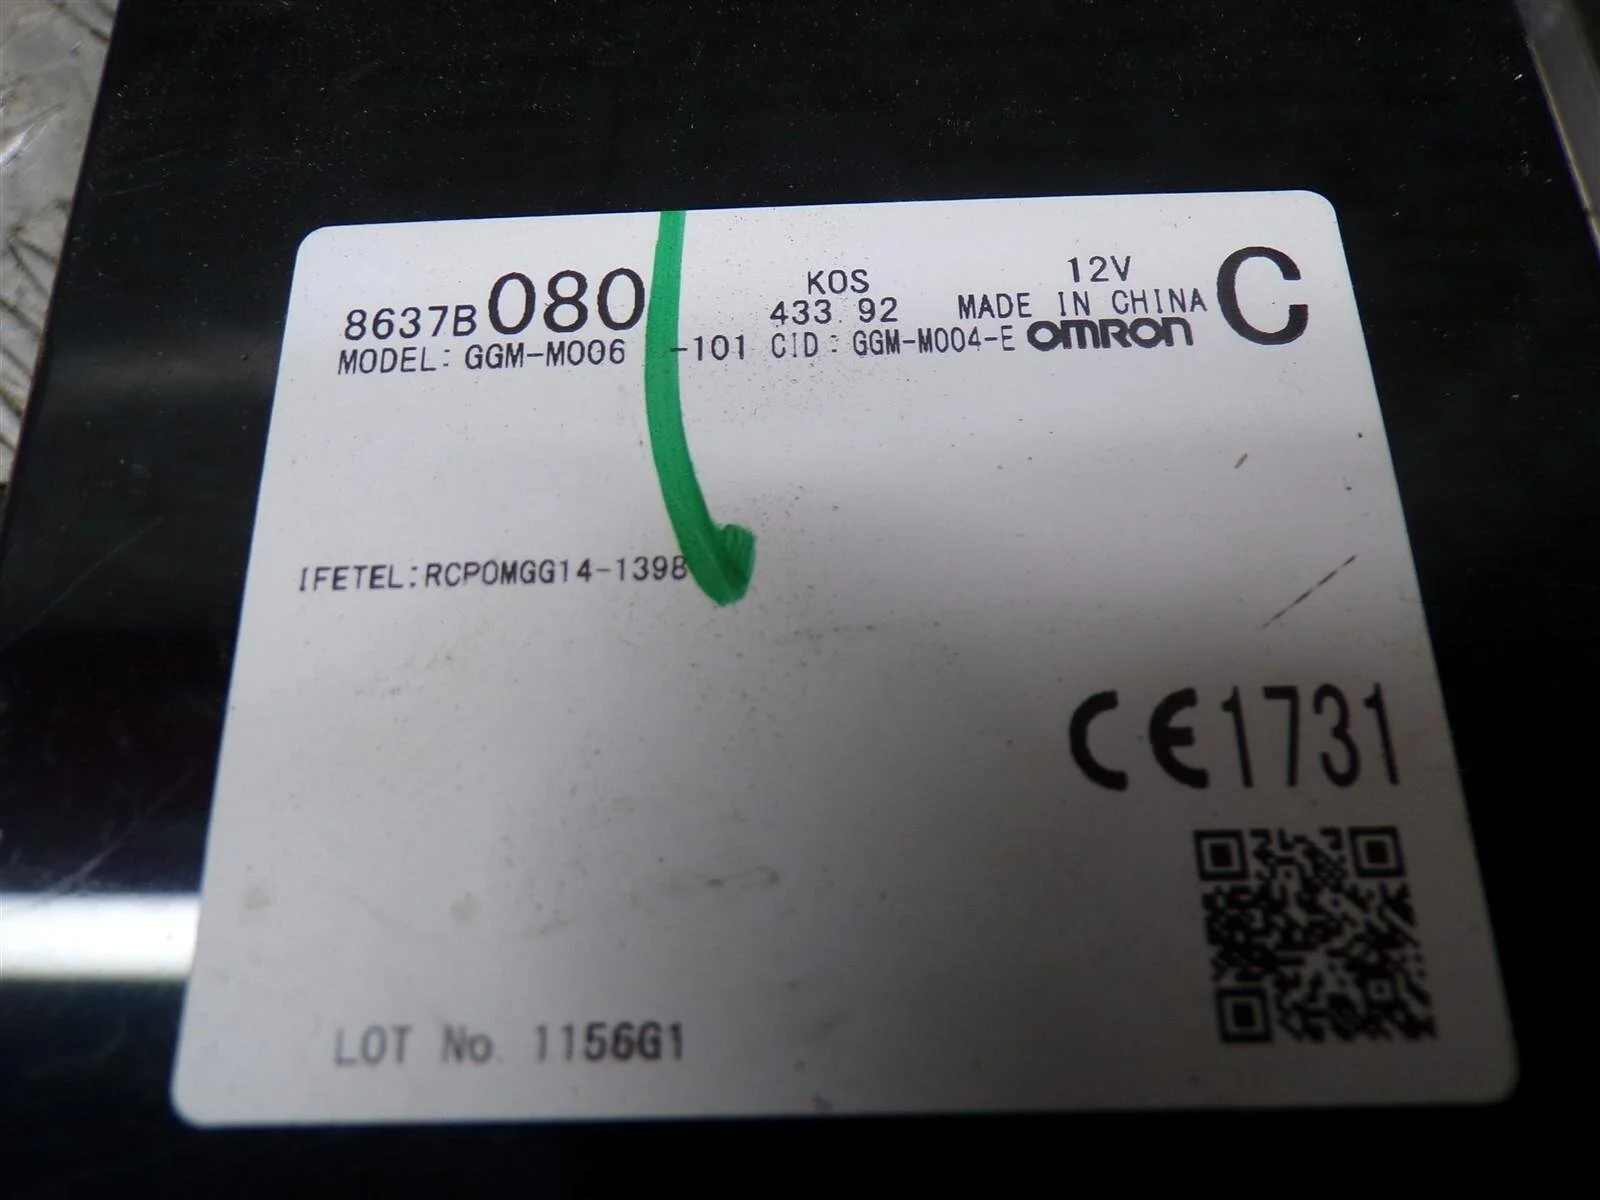 8637B080 KOS 12V C
433.92 MADE IN CHINA
MODEL: GGM-M006 -101 CID: GGM-M004-E OMRON
IFETEL:RCPOMGG14-1398
CE1731
LOT No. 1156G1